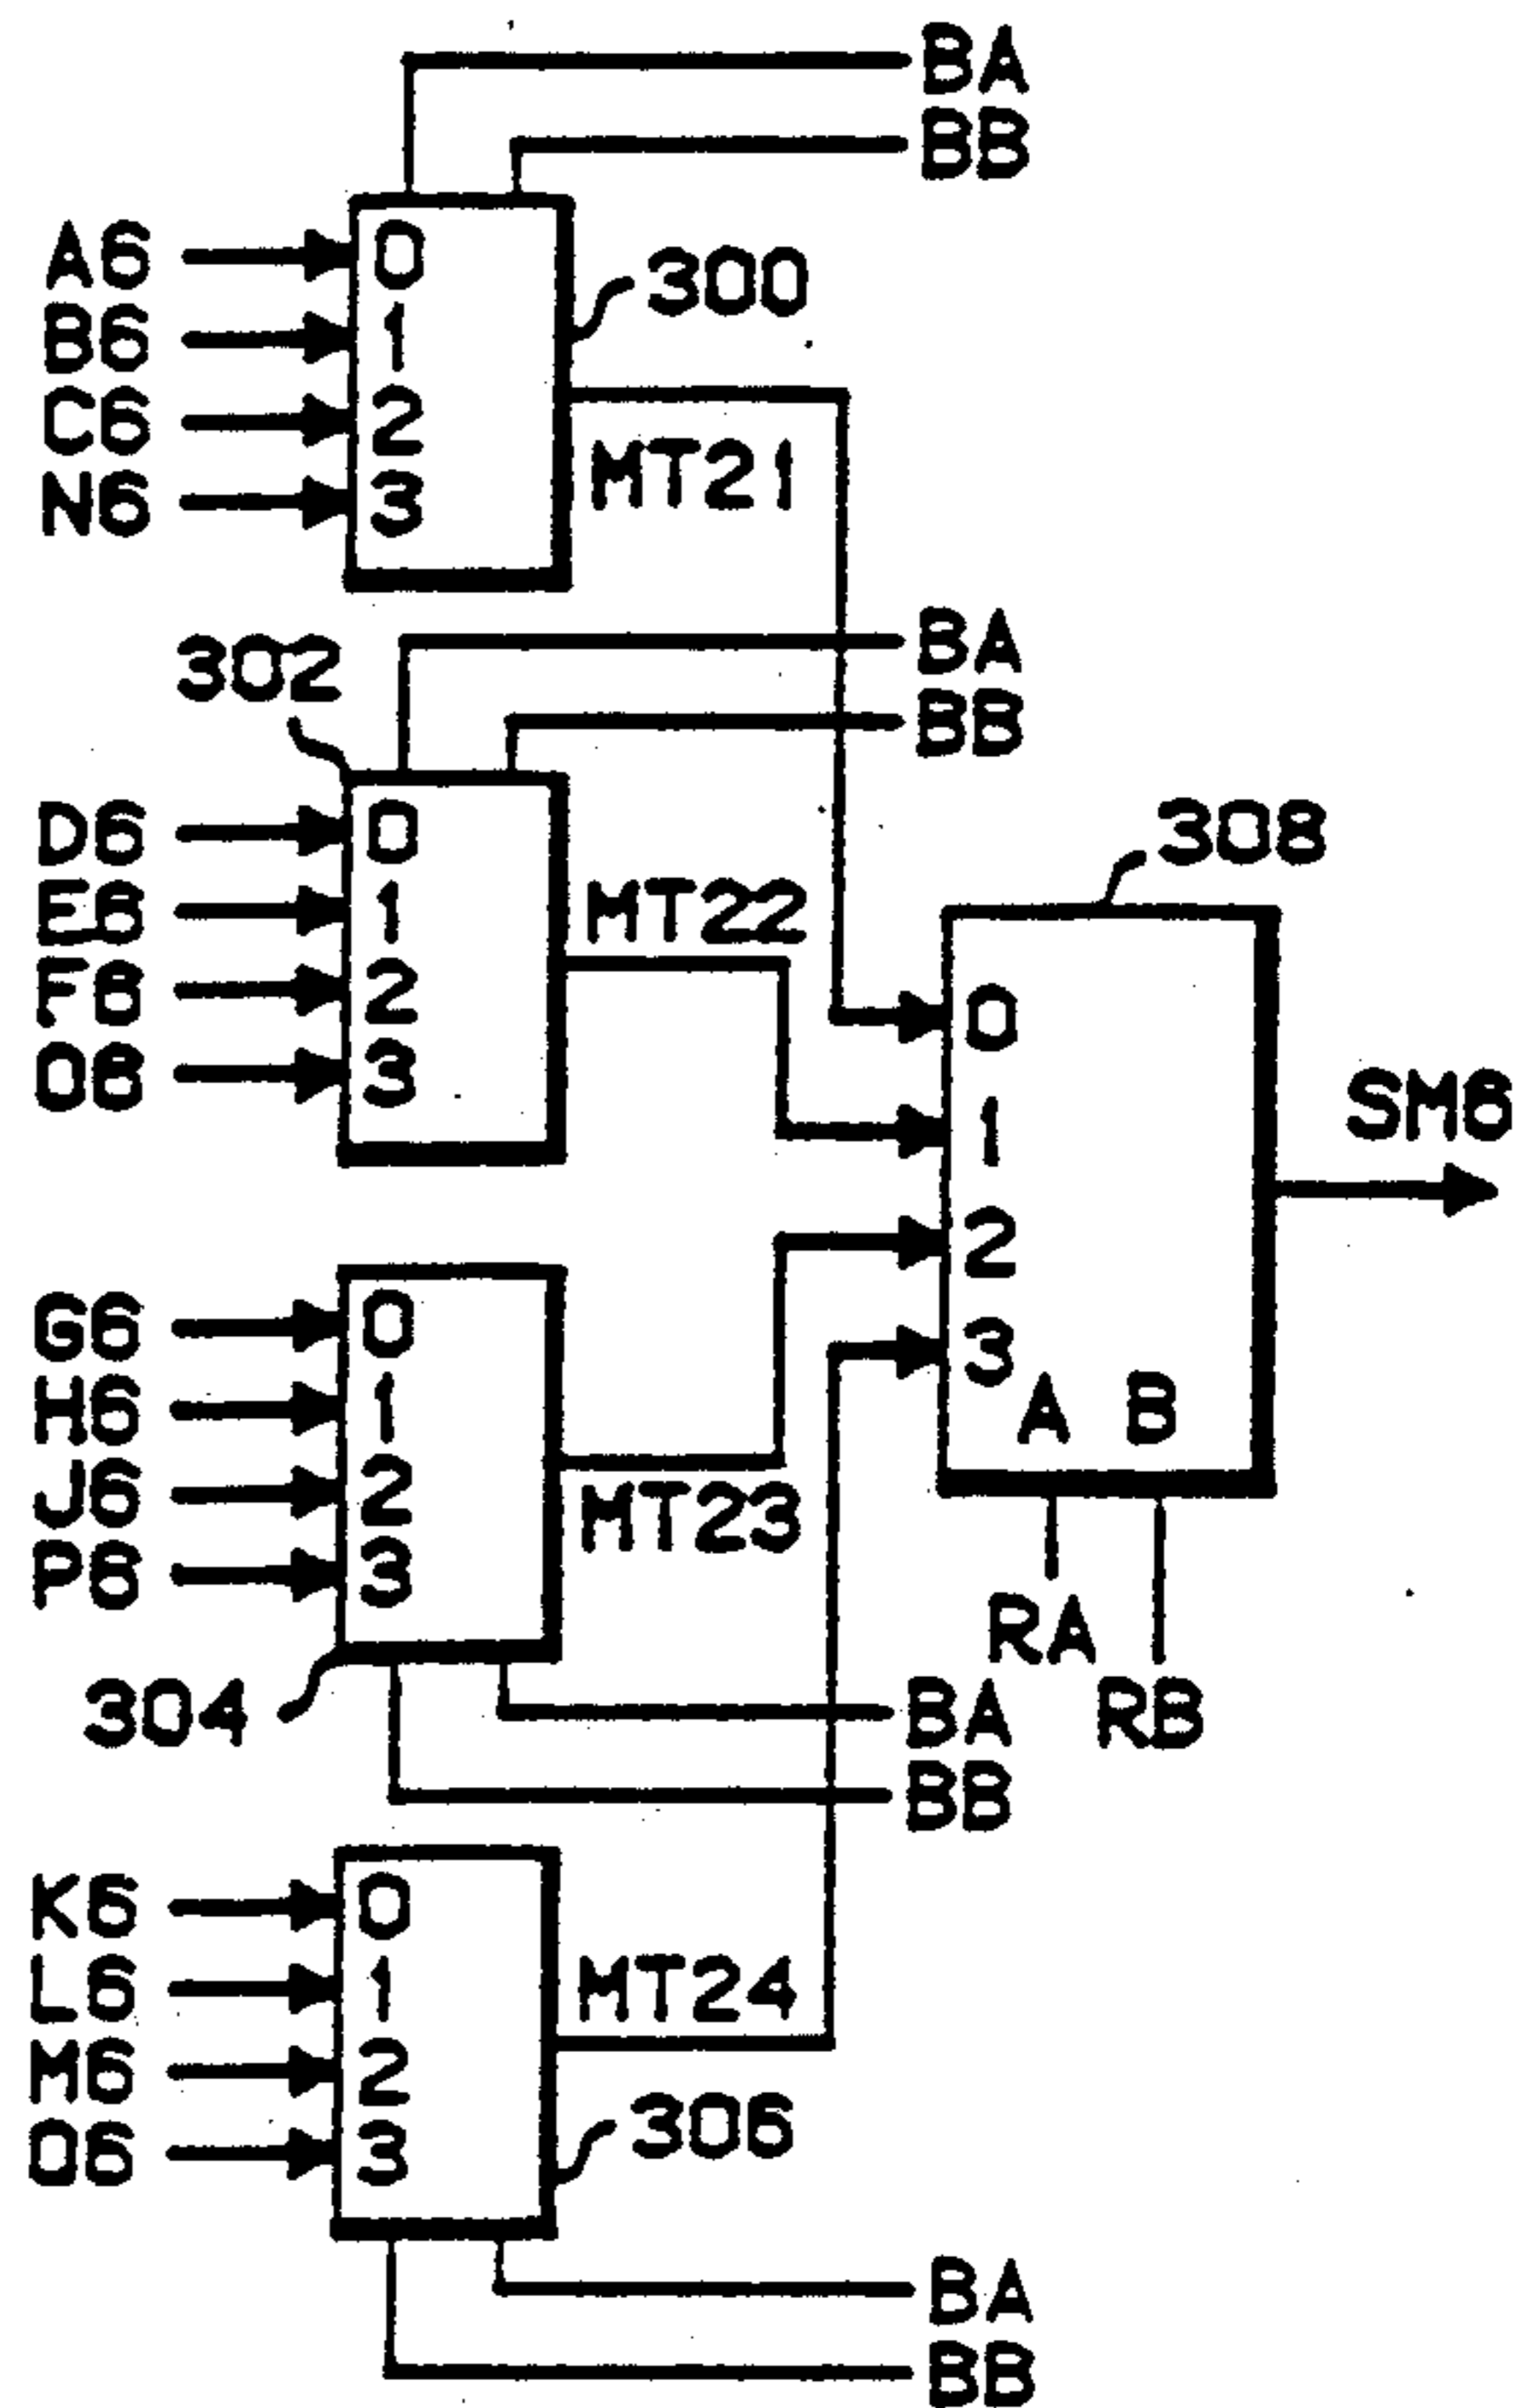 BA
BB
A6 0
B6 1
C6 2
N6 3
300
MT21
302
BA
BB
D6 0
E6 1
F6 2
O6 3
MT22
308
0
1
2
3
A B
SM6
RA
RB
G6 0
H6 1
J6 2
P6 3
MT23
304
BA
BB
K6 0
L6 1
M6 2
O6 3
MT24
306
BA
BB